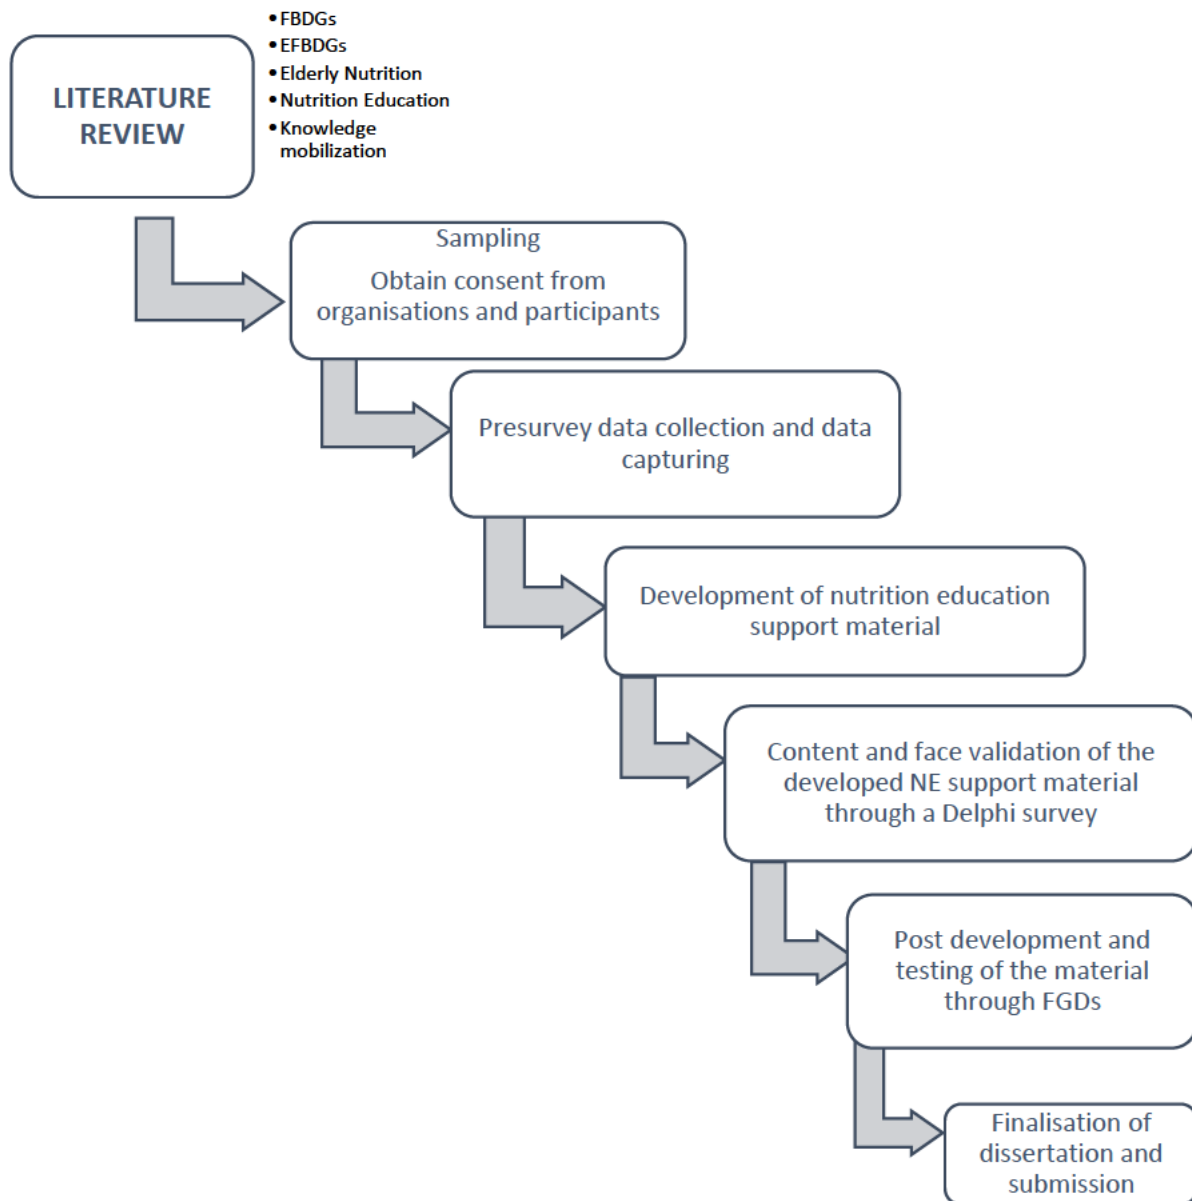 LITERATURE
REVIEW
•FBDGs
•EFBDGs
•Elderly Nutrition
•Nutrition Education
•Knowledge
mobilization
Sampling
Obtain consent from
organisations and participants
Presurvey data collection and data
capturing
Development of nutrition education
support material
Content and face validation of the
developed NE support material
through a Delphi survey
Post development and
testing of the material
through FGDs
Finalisation of
dissertation and
submission